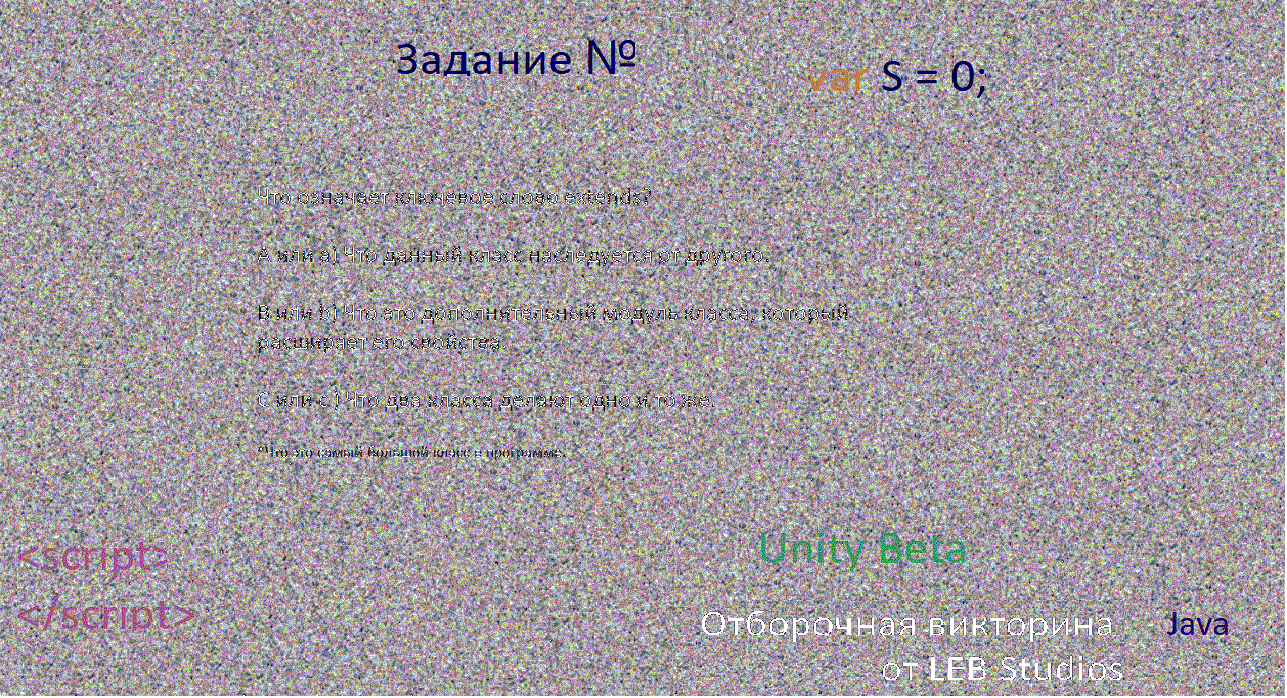 Задание №
var S = 0;
Что означает ключевое слово extends?
А или a) Что данный класс наследуется от другого.
В или b) Что это дополнительный модуль класса, который
расширяет его свойства.
С или c) Что два класса делают одно и то же.
*Что это самый большой класс в программе.
<script>
</script>
Unity Beta
Отборочная викторина
от LEB Studios
Java